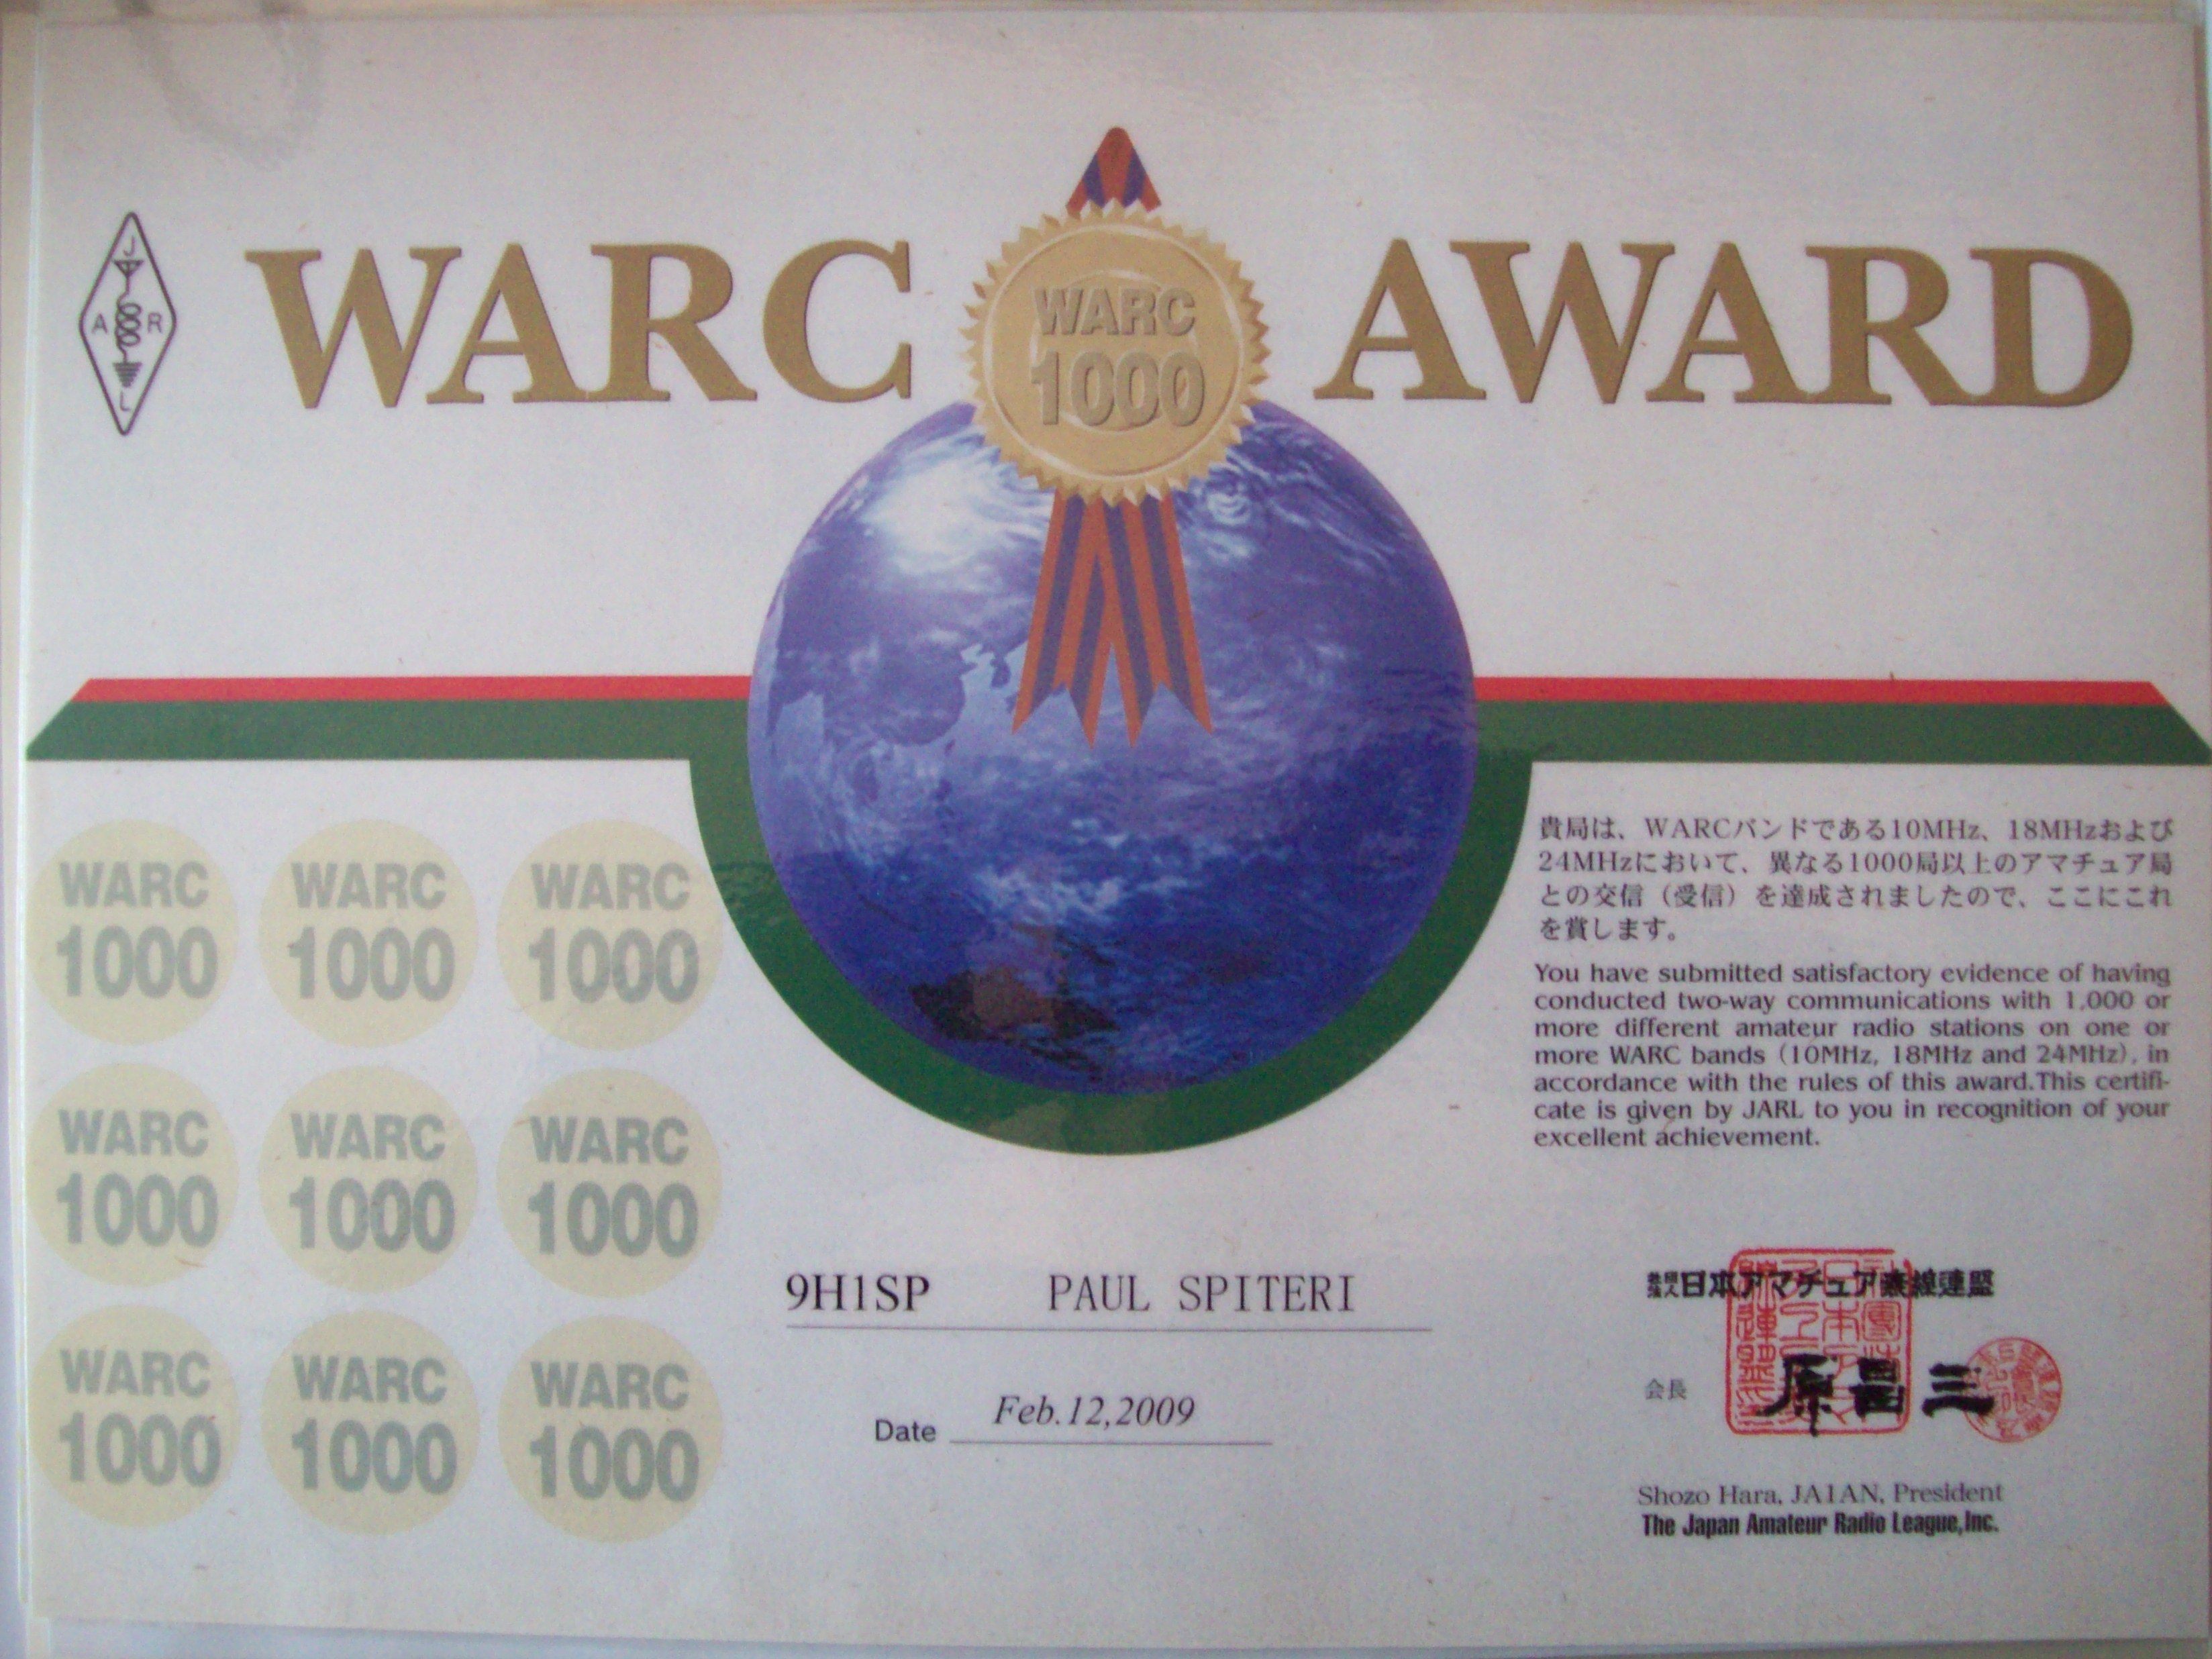 J
A R
L
WARC AWARD
WARC
1000
貴局は、WARCバンドである10MHz、18MHzおよび
24MHzにおいて、異なる1000局以上のアマチュア局
との交信（受信）を達成されましたので、ここにこれ
を賞します。
You have submitted satisfactory evidence of having
conducted two-way communications with 1,000 or
more different amateur radio stations on one or
more WARC bands (10MHz, 18MHz and 24MHz), in
accordance with the rules of this award.This certifi-
cate is given by JARL to you in recognition of your
excellent achievement.
WARC WARC WARC
1000 1000 1000
WARC WARC WARC
1000 1000 1000
WARC WARC WARC
1000 1000 1000
9H1SP PAUL SPITERI
Date Feb.12,2009
社団法人日本アマチュア無線連盟
会長 原昌三
Shozo Hara, JA1AN, President
The Japan Amateur Radio League,Inc.